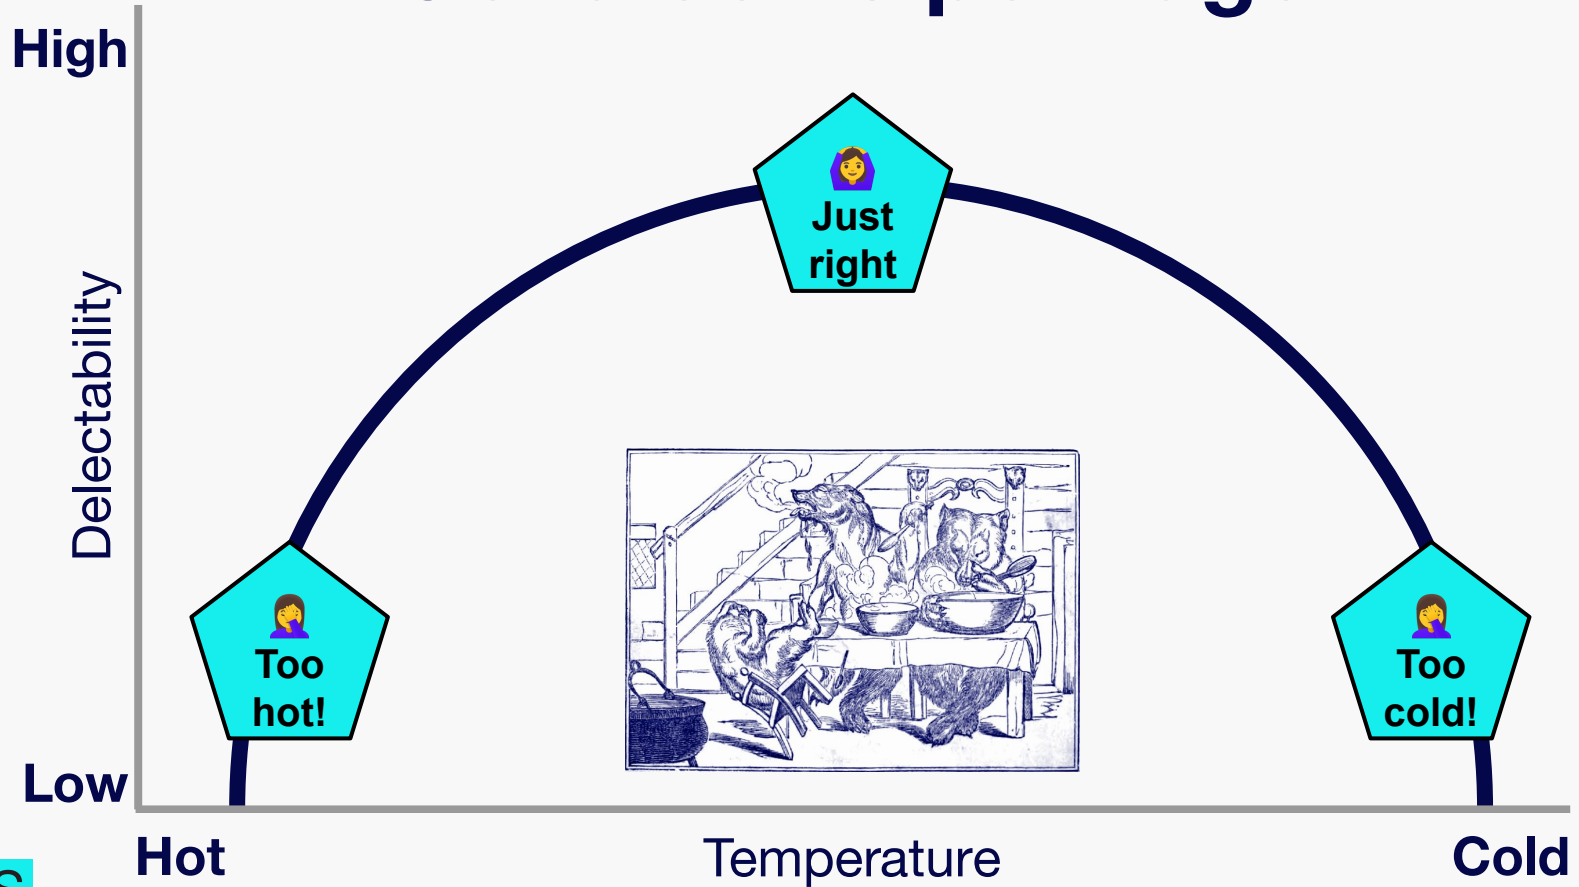 High
Just
right
Delectability
Too
hot!
Too
cold!
Low
Hot
Temperature
Cold